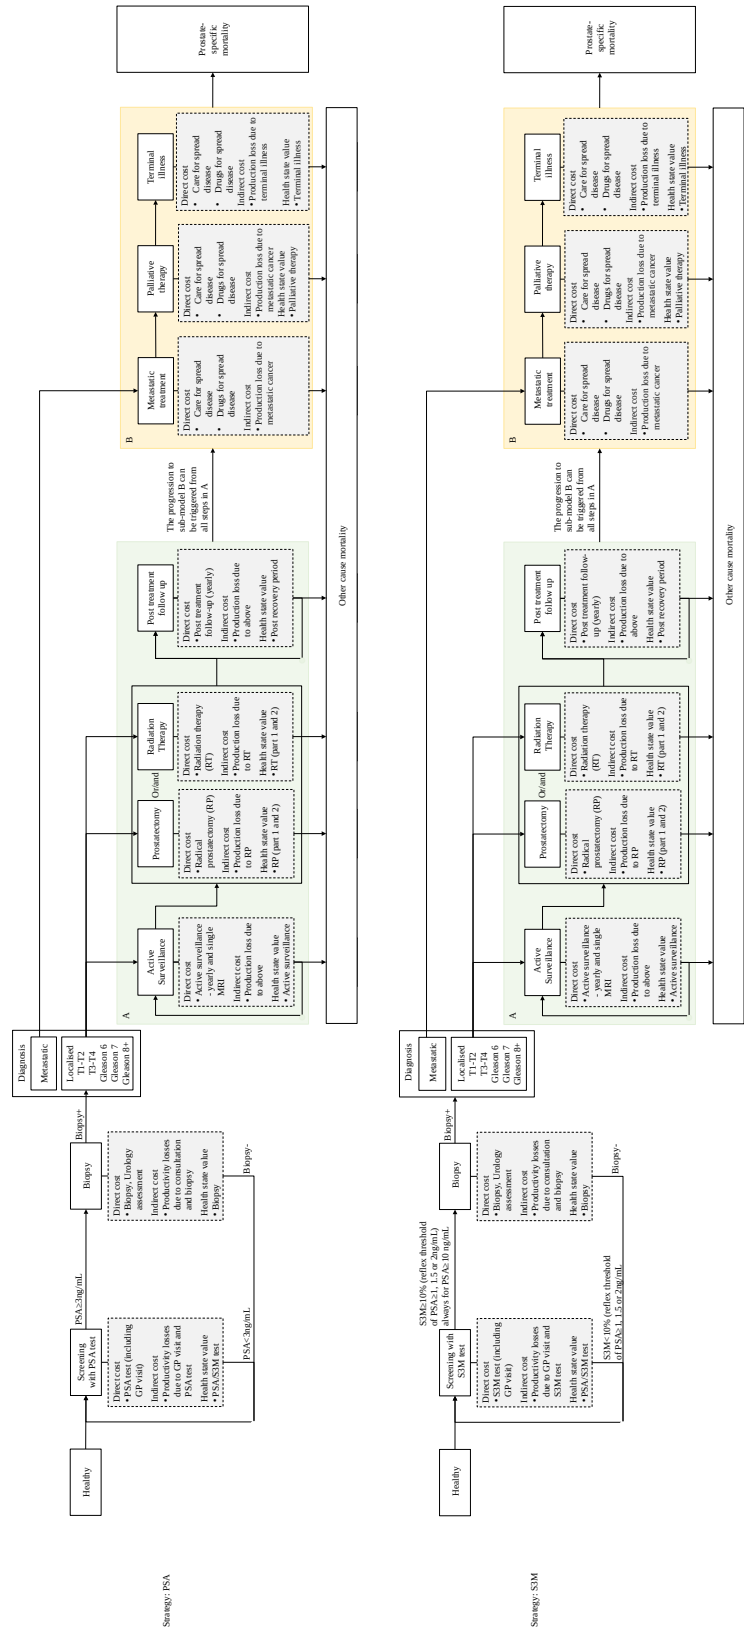 Strategy: PSA
Healthy
Screening
with PSA test
Direct cost
• PSA test (including
GP visit)
Indirect cost
• Productivity losses
due to GP visit and
PSA test
Health state value
• PSA/S3M test
PSA≥3ng/mL
PSA<3ng/mL
Biopsy
Direct cost
• Biopsy, Urology
assessment
Indirect cost
• Productivity losses
due to consultation
and biopsy
Health state value
• Biopsy
Biopsy+
Biopsy-
Diagnosis
Metastatic
Localised
T1-T2
T3-T4
Gleason 6
Gleason 7
Gleason 8+
A
Active
Surveillance
Direct cost
• Active surveillance
- yearly and single
MRI
Indirect cost
• Production loss due
to above
Health state value
• Active surveillance
Prostatectomy
Direct cost
• Radical
prostatectomy (RP)
Indirect cost
• Production loss due
to RP
Health state value
• RP (part 1 and 2)
Or/and
Radiation
Therapy
Direct cost
• Radiation therapy
(RT)
Indirect cost
• Production loss due
to RT
Health state value
• RT (part 1 and 2)
Post treatment
follow up
Direct cost
• Post treatment
follow-up (yearly)
Indirect cost
• Production loss due
to above
Health state value
• Post recovery period
The progression to
sub-model B can
be triggered from
all steps in A
B
Metastatic
treatment
Direct cost
• Care for spread
disease
• Drugs for spread
disease
Indirect cost
• Production loss due to
metastatic cancer
Palliative
therapy
Direct cost
• Care for spread
disease
• Drugs for spread
disease
Indirect cost
• Production loss due to
metastatic cancer
Health state value
• Palliative therapy
Terminal
illness
Direct cost
• Care for spread
disease
• Drugs for spread
disease
Indirect cost
• Production loss due to
terminal illness
Health state value
• Terminal illness
Prostate-
specific
mortality
Other cause mortality
Strategy: S3M
Healthy
Screening with
S3M test
Direct cost
• S3M test (including
GP visit)
Indirect cost
• Productivity losses
due to GP visit and
S3M test
Health state value
• PSA/S3M test
S3M≥10% (reflex threshold
of PSA≥1, 1.5 or 2ng/mL)
always for PSA≥10 ng/mL
S3M<10% (reflex threshold
of PSA≥1, 1.5 or 2ng/mL
Biopsy
Direct cost
• Biopsy, Urology
assessment
Indirect cost
• Productivity losses
due to consultation
and biopsy
Health state value
• Biopsy
Biopsy+
Biopsy-
Diagnosis
Metastatic
Localised
T1-T2
T3-T4
Gleason 6
Gleason 7
Gleason 8+
A
Active
Surveillance
Direct cost
• Active surveillance
- yearly and single
MRI
Indirect cost
• Production loss due
to above
Health state value
• Active surveillance
Prostatectomy
Direct cost
• Radical
prostatectomy (RP)
Indirect cost
• Production loss due
to RP
Health state value
• RP (part 1 and 2)
Or/and
Radiation
Therapy
Direct cost
• Radiation therapy
(RT)
Indirect cost
• Production loss due
to RT
Health state value
• RT (part 1 and 2)
Post treatment
follow up
Direct cost
• Post treatment follow-
up (yearly)
Indirect cost
• Production loss due to
above
Health state value
• Post recovery period
The progression to
sub-model B can
be triggered from
all steps in A
B
Metastatic
treatment
Direct cost
• Care for spread
disease
• Drugs for spread
disease
Indirect cost
• Production loss due to
metastatic cancer
Palliative
therapy
Direct cost
• Care for spread
disease
• Drugs for spread
disease
Indirect cost
• Production loss due to
metastatic cancer
Health state value
• Palliative therapy
Terminal
illness
Direct cost
• Care for spread
disease
• Drugs for spread
disease
Indirect cost
• Production loss due to
terminal illness
Health state value
• Terminal illness
Prostate-
specific
mortality
Other cause mortality